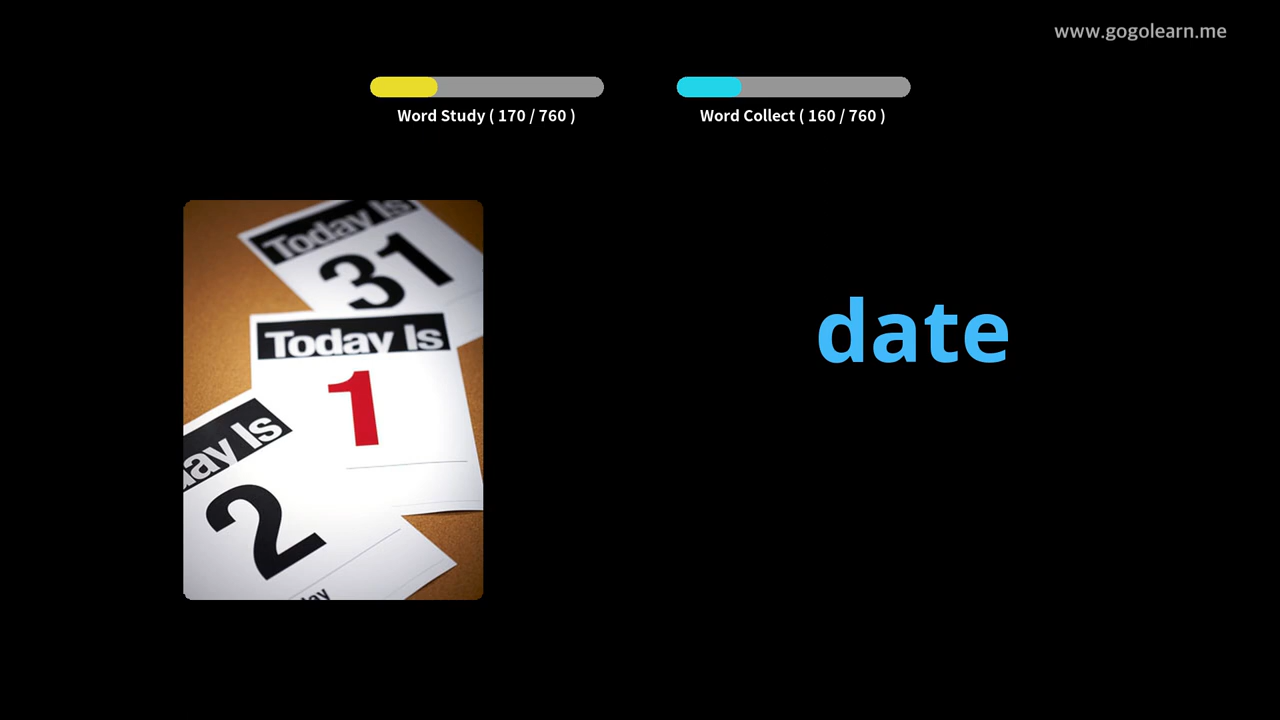 www.gogolearn.me
Word Study ( 170 / 760 )
Word Collect ( 160 / 760 )
Today Is
31
Today Is
1
day Is
2
date